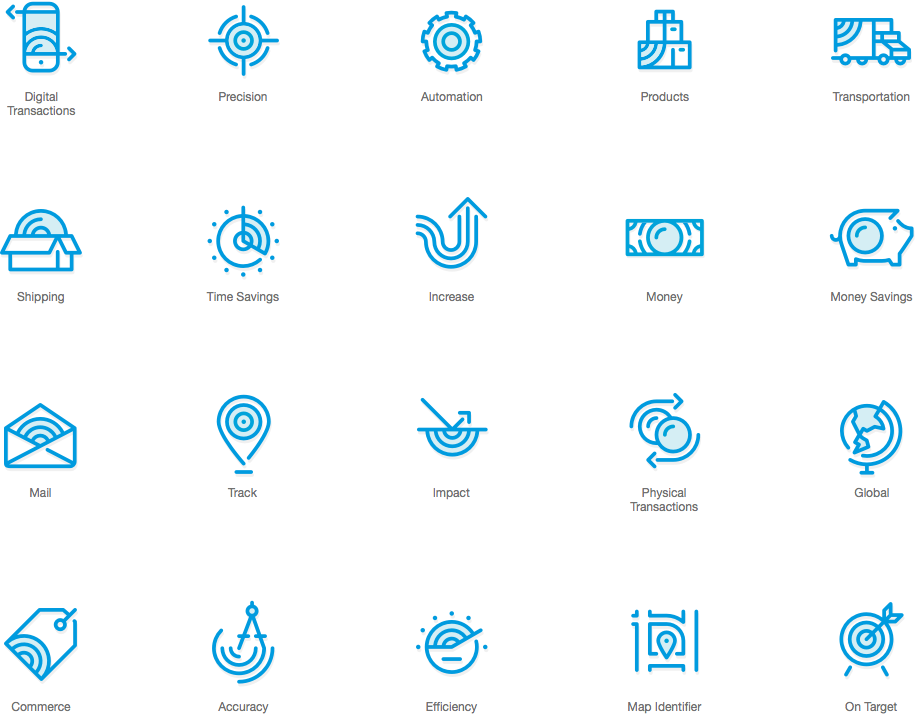 Digital
Transactions
Precision
Automation
Products
Transportation
Shipping
Time Savings
Increase
Money
Money Savings
Mail
Track
Impact
Physical
Transactions
Global
Commerce
Accuracy
Efficiency
Map Identifier
On Target